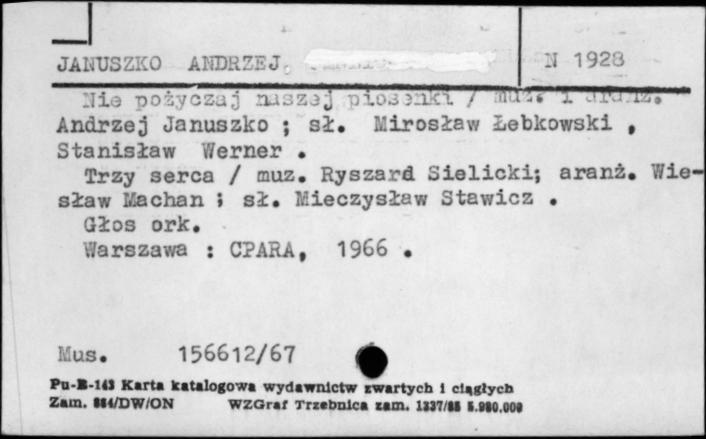 JANUSZKO ANDRZEJ. N 1928
Nie pożyczaj naszej piosenki / muz. i aranż.
Andrzej Januszko ; sł. Mirosław Łebkowski ,
Stanisław Werner .
Trzy serca / muz. Ryszard Sielicki; aranż. Wie-
sław Machan ; sł. Mieczysław Stawicz .
Głos ork.
Warszawa : CPARA, 1966 .
Mus. 156612/67
Pu-B-143 Karta katalogowa wydawnictw zwartych i ciągłych
Zam. 884/DW/ON WZGraf Trzebnica zam. 1337/85 5.980.000